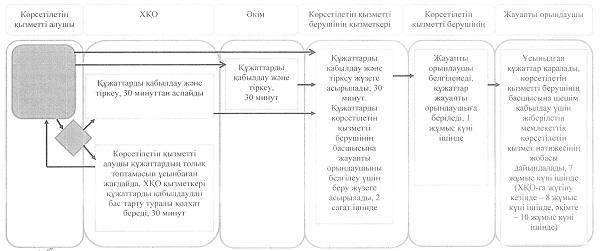 Көрсетілетін
қызметті алушы
ХҚО
Әкім
Көрсетілетін қызметті
берушінің қызметкері
Көрсетілетін
қызметті берушінің
Жауапты орындаушы
Құжаттарды қабылдау және
тіркеу, 30 минуттан аспайды
Көрсетілетін қызметті
алушы құжаттардың толық
топтамасын ұсынбаған
жағдайда, ХҚО қызметкері
құжаттарды қабылдаудан
бас тарту туралы қолхат
береді, 30 минут
Құжаттарды
қабылдау және
тіркеу,
30 минут
Құжаттарды
қабылдау және
тіркеу жүзеге
асырылады, 30
минут,
Құжаттарды
көрсетілетін
қызметті
берушінің
басшысына
жауапты
орындаушыны
белгілеу үшін
беру жүзеге
асырылады, 2
сағат ішінде
Жауапты
орындаушы
белгіленеді,
құжаттар
жауапты
орындаушыға
беріледі, 1
жұмыс күні
ішінде
Ұсынылған
құжаттар қаралады,
көрсетілетін
қызметті берушінің
басшысына шешім
қабылдау үшін
жіберілетін
мемлекеттік
көрсетілетін
қызмет нәтижесінің
жобасы
дайындалады, 7
жұмыс күні ішінде
(ХҚО-ға жүгіну
кезінде – 8 жұмыс
күні ішінде, әкімге
– 10 жұмыс күні)